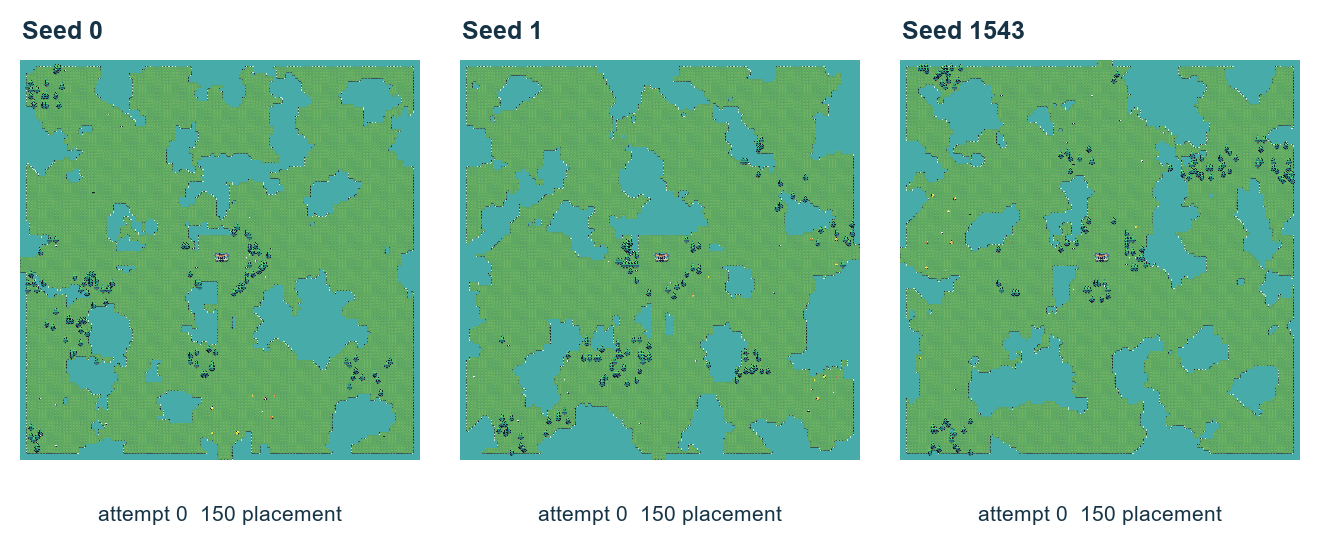 Seed 0
Seed 1
Seed 1543
attempt 0  150 placement
attempt 0  150 placement
attempt 0  150 placement